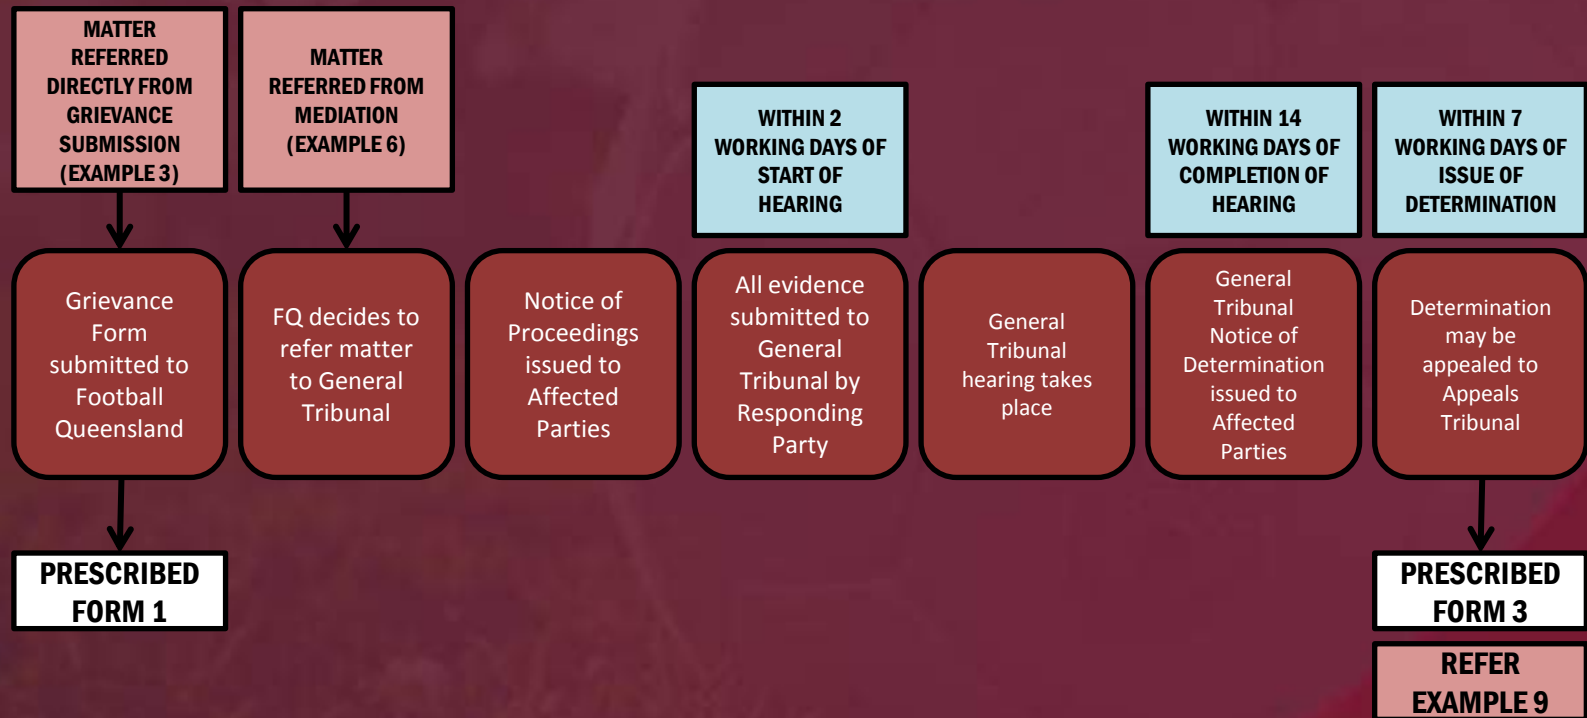 MATTER
REFERRED
DIRECTLY FROM
GRIEVANCE
SUBMISSION
(EXAMPLE 3)
MATTER
REFERRED FROM
MEDIATION
(EXAMPLE 6)
WITHIN 2
WORKING DAYS OF
START OF
HEARING
WITHIN 14
WORKING DAYS OF
COMPLETION OF
HEARING
WITHIN 7
WORKING DAYS OF
ISSUE OF
DETERMINATION
Grievance
Form
submitted to
Football
Queensland
FQ decides to
refer matter
to General
Tribunal
Notice of
Proceedings
issued to
Affected
Parties
All evidence
submitted to
General
Tribunal by
Responding
Party
General
Tribunal
hearing takes
place
General
Tribunal
Notice of
Determination
issued to
Affected
Parties
Determination
may be
appealed to
Appeals
Tribunal
PRESCRIBED
FORM 1
PRESCRIBED
FORM 3
REFER
EXAMPLE 9